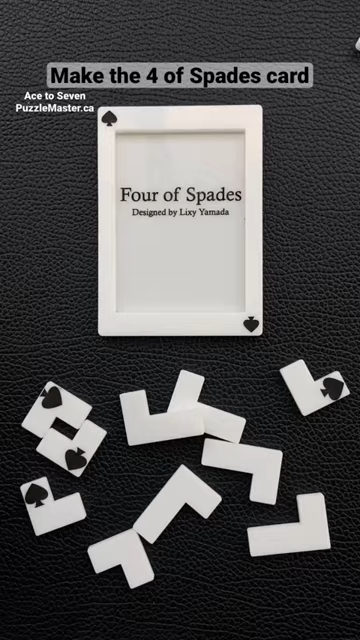 Make the 4 of Spades card
Ace to Seven
PuzzleMaster.ca
Four of Spades
Designed by Lixy Yamada